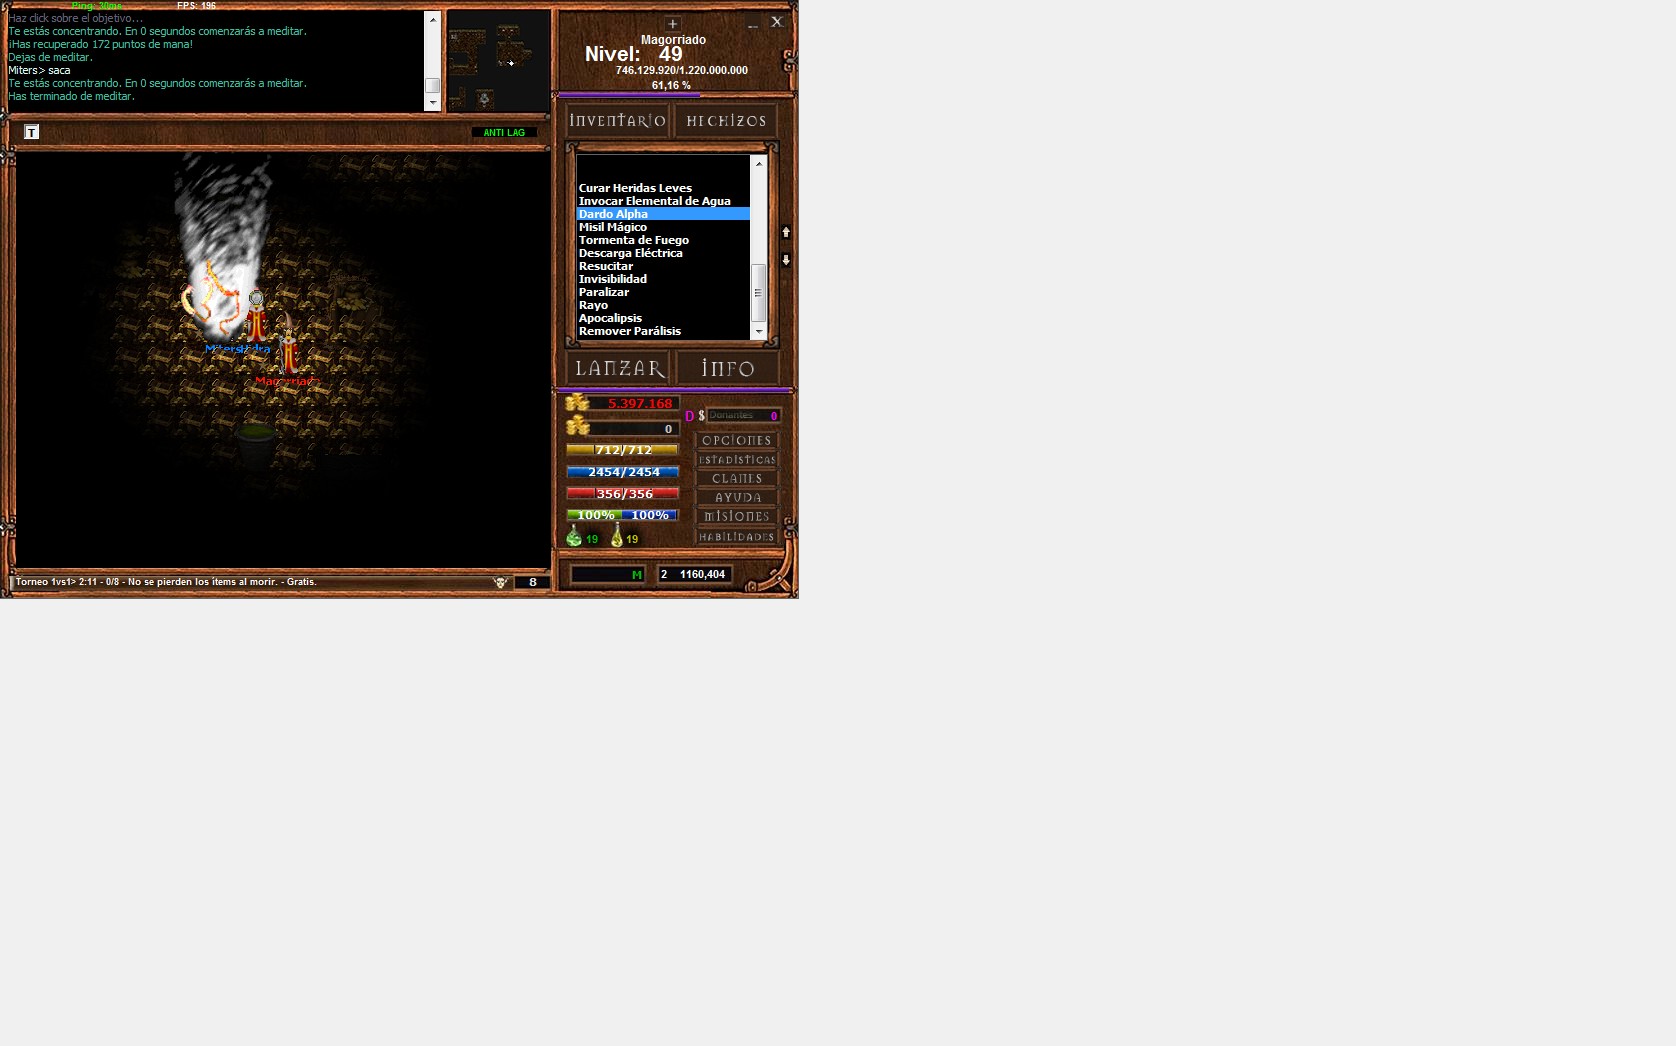 Ping: 30ms
FPS: 196
Haz click sobre el objetivo...
Te estás concentrando. En 0 segundos comenzarás a meditar.
¡Has recuperado 172 puntos de mana!
Dejas de meditar.
Miters> saca
Te estás concentrando. En 0 segundos comenzarás a meditar.
Has terminado de meditar.
+
_ X
Magorriado
Nivel: 49
746.129.920/1.220.000.000
61,16 %
T
ANTI LAG
INVENTARIO
HECHIZOS
Curar Heridas Leves
Invocar Elemental de Agua
Dardo Alpha
Misil Mágico
Tormenta de Fuego
Descarga Eléctrica
Resucitar
Invisibilidad
Paralizar
Rayo
Apocalipsis
Remover Parálisis
LANZAR
INFO
Magorriado
5.397.168
D $ Donantes 0
0
OPCIONES
712/712
ESTADÍSTICAS
2454/2454
CLANES
356/356
AYUDA
100% 100%
MISIONES
19 19
HABILIDADES
M
2 1160,404
Torneo 1vs1> 2:11 - 0/8 - No se pierden los ítems al morir. - Gratis.
8